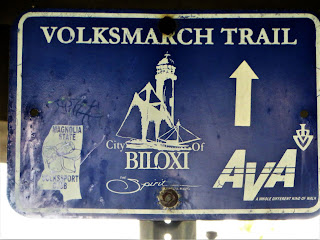 VOLKSMARCH TRAIL
City Of
BILOXI
The Spirit
MAGNOLIA
STATE
VOLKSSPORT
CLUB
AVA
A WHOLE DIFFERENT KIND OF WALK